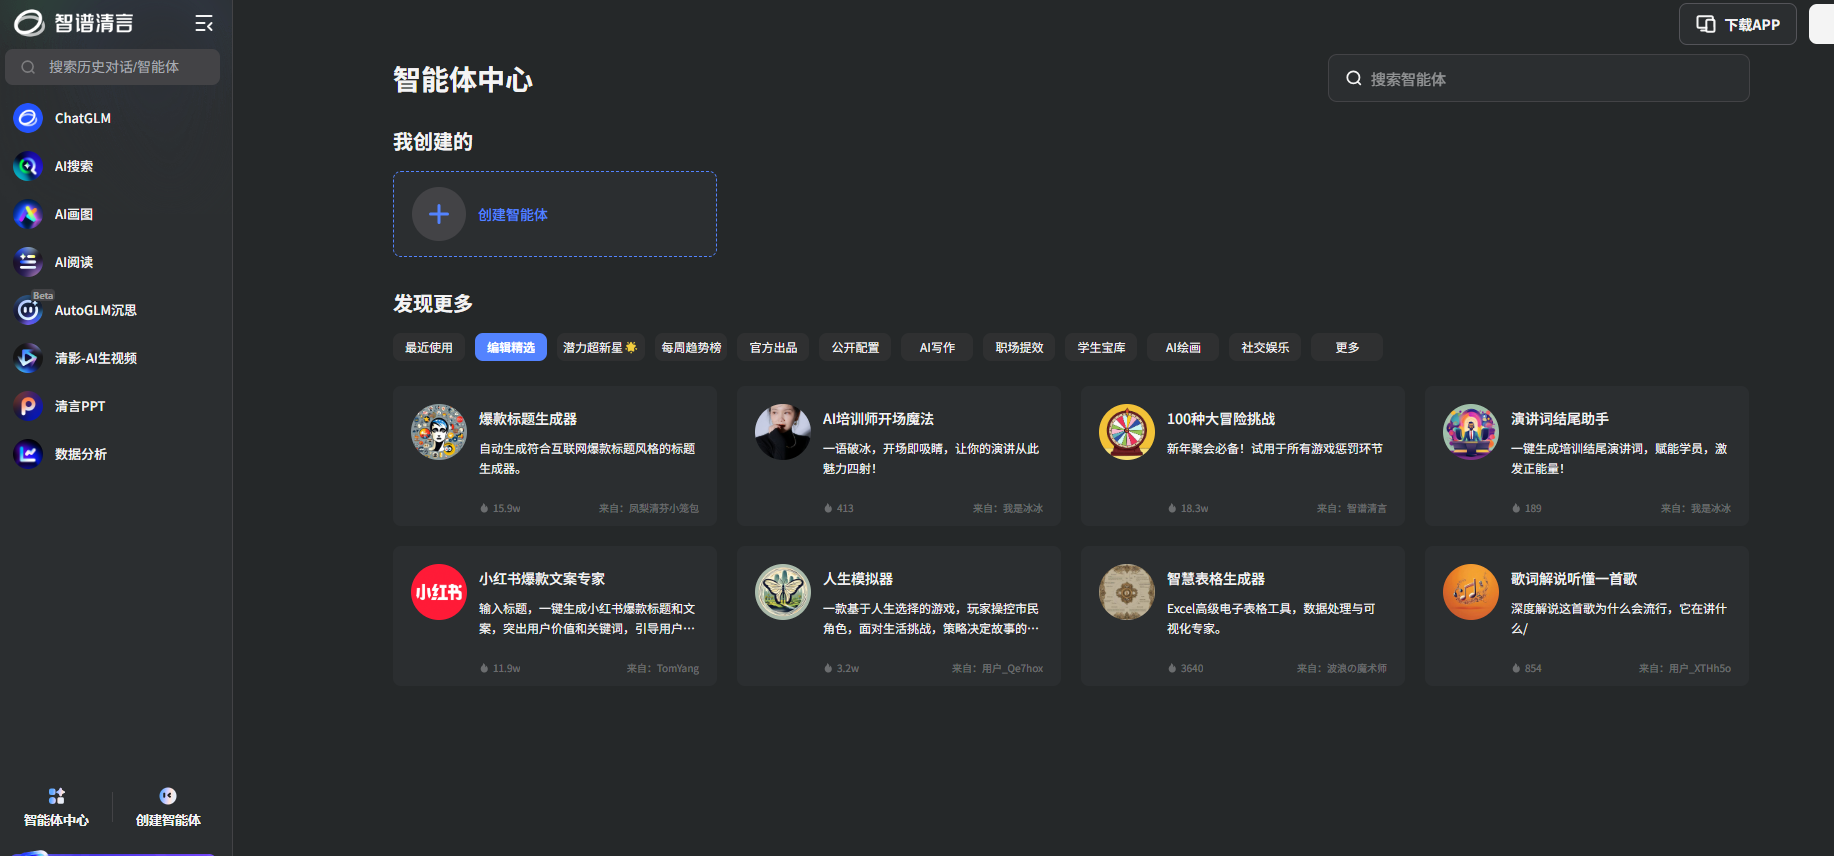 智谱清言
搜索历史对话/智能体
ChatGLM
AI搜索
AI画图
AI阅读
Beta
AutoGLM沉思
清影-AI生视频
清言PPT
数据分析
智能体中心
创建智能体
下载APP
智能体中心
搜索智能体
我创建的
创建智能体
发现更多
最近使用 编辑精选 潜力超新星 每周趋势榜 官方出品 公开配置 AI写作 职场提效 学生宝库 AI绘画 社交娱乐 更多
爆款标题生成器
自动生成符合互联网爆款标题风格的标题
生成器。
15.9w 来自：凤梨清芬小笼包
AI培训师开场魔法
一语破冰，开场即吸睛，让你的演讲从此
魅力四射！
413 来自：我是冰冰
100种大冒险挑战
新年聚会必备！试用于所有游戏惩罚环节
18.3w 来自：智谱清言
演讲词结尾助手
一键生成培训结尾演讲词，赋能学员，激
发正能量！
189 来自：我是冰冰
小红书
小红书爆款文案专家
输入标题，一键生成小红书爆款标题和文
案，突出用户价值和关键词，引导用户…
11.9w 来自：TomYang
人生模拟器
一款基于人生选择的游戏，玩家操控市民
角色，面对生活挑战，策略决定故事的…
3.2w 来自：用户_Qe7hox
智慧表格生成器
Excel高级电子表格工具，数据处理与可
视化专家。
3640 来自：波浪の魔术师
歌词解说听懂一首歌
深度解说这首歌为什么会流行，它在讲什
么/
854 来自：用户_XTHh5o